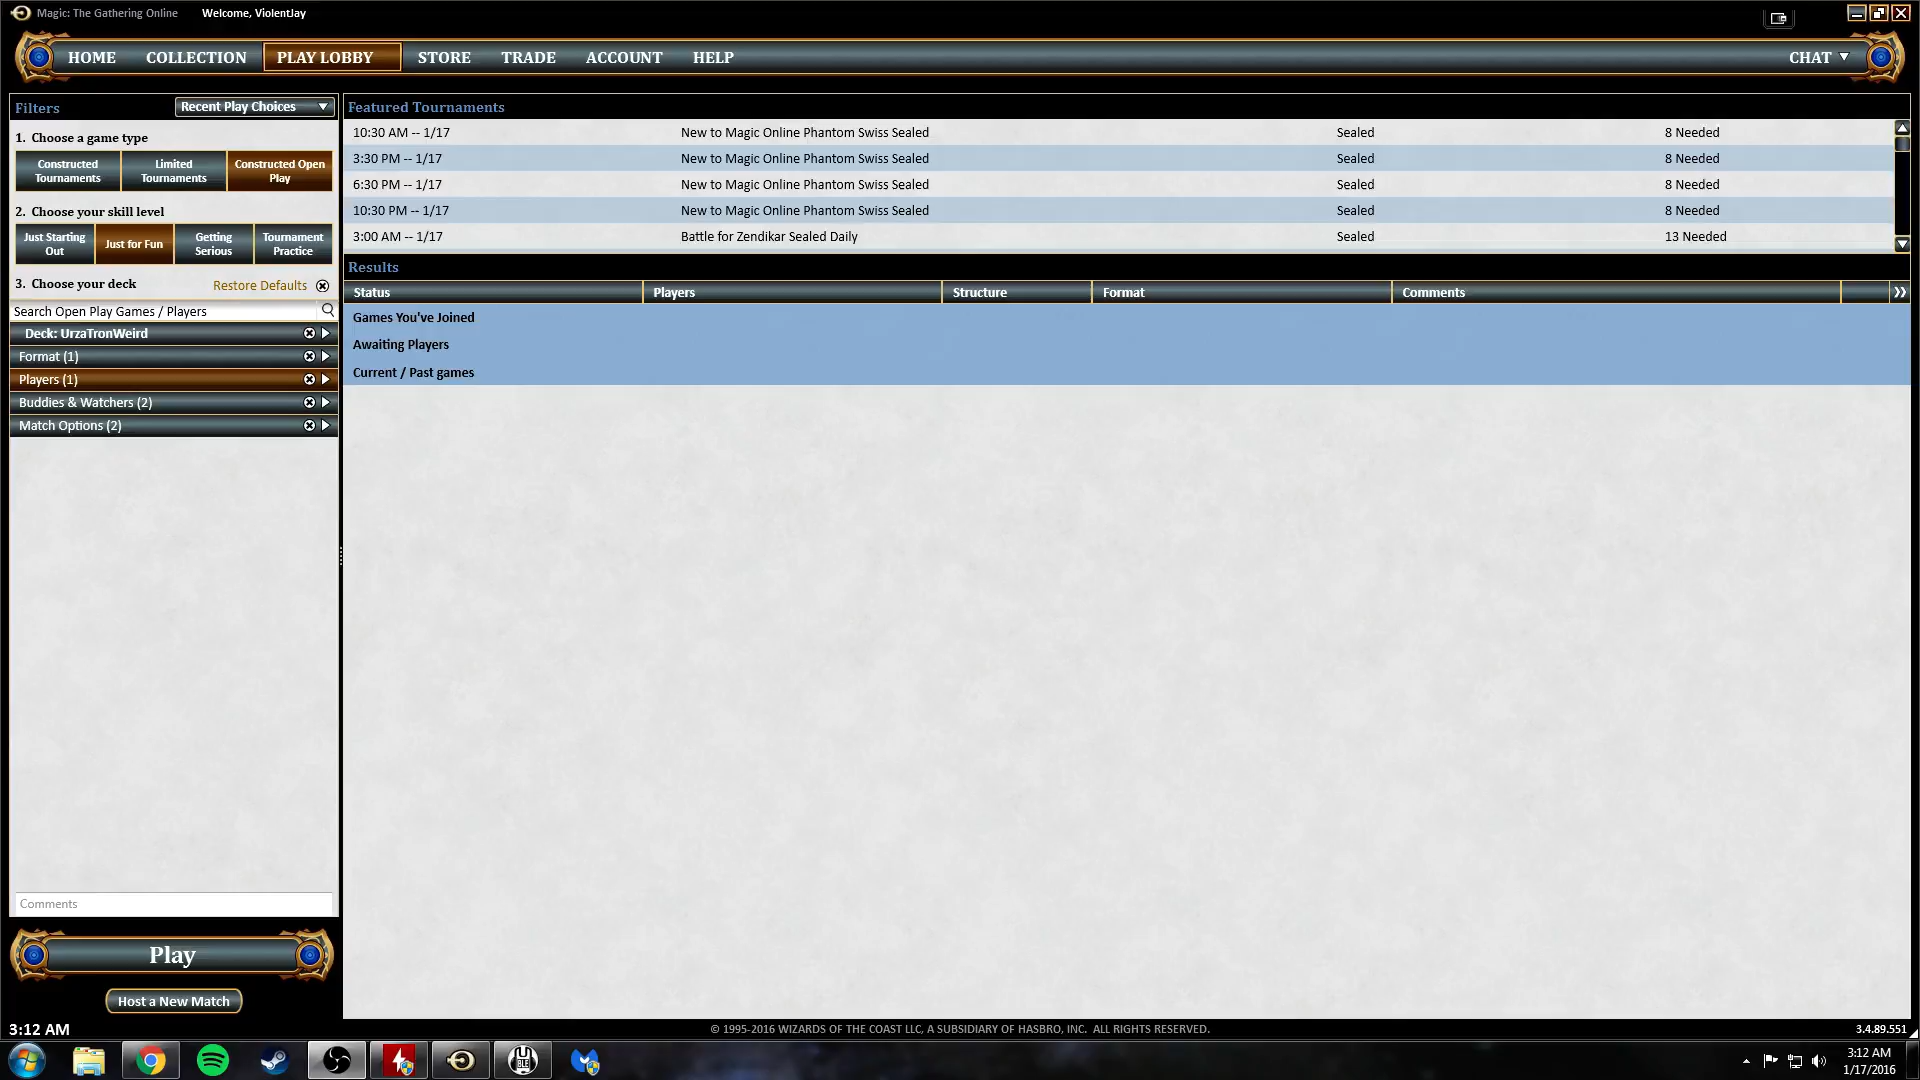 Magic: The Gathering Online Welcome, ViolentJay
HOME COLLECTION PLAY LOBBY STORE TRADE ACCOUNT HELP CHAT
Filters Recent Play Choices
1. Choose a game type
Constructed Tournaments Limited Tournaments Constructed Open Play
2. Choose your skill level
Just Starting Out Just for Fun Getting Serious Tournament Practice
3. Choose your deck Restore Defaults
Search Open Play Games / Players
Deck: UrzaTronWeird
Format (1)
Players (1)
Buddies & Watchers (2)
Match Options (2)
Comments
Play
Host a New Match
3:12 AM
Featured Tournaments
10:30 AM -- 1/17 New to Magic Online Phantom Swiss Sealed Sealed 8 Needed
3:30 PM -- 1/17 New to Magic Online Phantom Swiss Sealed Sealed 8 Needed
6:30 PM -- 1/17 New to Magic Online Phantom Swiss Sealed Sealed 8 Needed
10:30 PM -- 1/17 New to Magic Online Phantom Swiss Sealed Sealed 8 Needed
3:00 AM -- 1/17 Battle for Zendikar Sealed Daily Sealed 13 Needed
Results
Status Players Structure Format Comments
Games You've Joined
Awaiting Players
Current / Past games
© 1995-2016 WIZARDS OF THE COAST LLC, A SUBSIDIARY OF HASBRO, INC. ALL RIGHTS RESERVED.
3.4.89.551
3:12 AM
1/17/2016